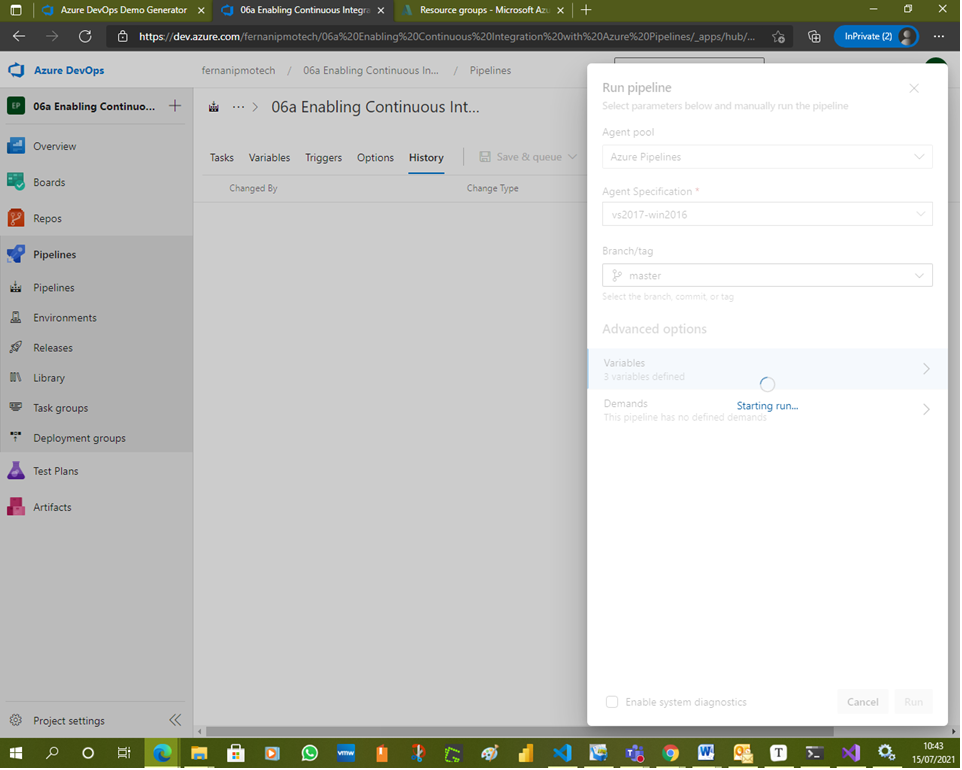 Azure DevOps Demo Generator
06a Enabling Continuous Integra
Resource groups - Microsoft Azu
https://dev.azure.com/fernanipmotech/06a%20Enabling%20Continuous%20Integration%20with%20Azure%20Pipelines/_apps/hub/...
InPrivate (2)
Azure DevOps
fernanipmotech / 06a Enabling Continuous In... / Pipelines
EP 06a Enabling Continuo...
Overview
Boards
Repos
Pipelines
Pipelines
Environments
Releases
Library
Task groups
Deployment groups
Test Plans
Artifacts
Project settings
... > 06a Enabling Continuous Int...
Tasks Variables Triggers Options History Save & queue
Changed By Change Type
Run pipeline
Select parameters below and manually run the pipeline
Agent pool
Azure Pipelines
Agent Specification *
vs2017-win2016
Branch/tag
master
Select the branch, commit, or tag
Advanced options
Variables
3 variables defined
Starting run...
Demands
This pipeline has no defined demands
Enable system diagnostics
Cancel Run
vmw
10:43
15/07/2021